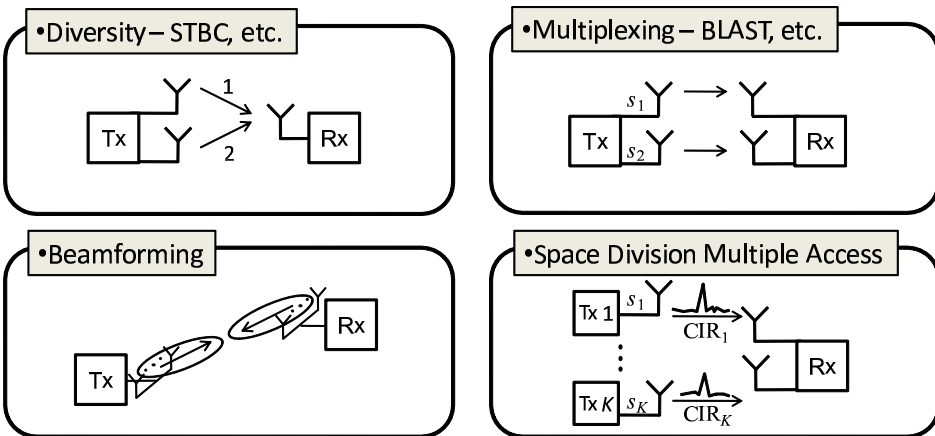 •Diversity – STBC, etc.
1
Tx
Rx
2
•Multiplexing – BLAST, etc.
s1
Tx
s2
Rx
•Beamforming
Rx
Tx
•Space Division Multiple Access
Tx 1
s1
CIR1
Rx
Tx K
sK
CIRK